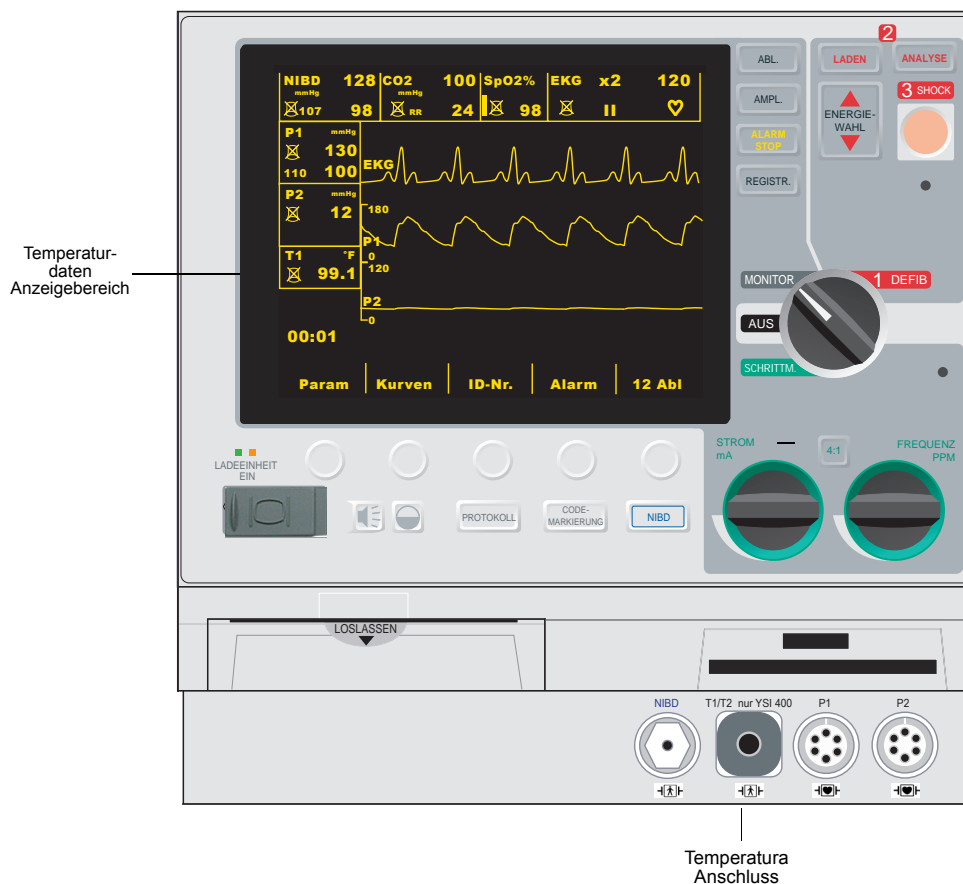 2
ABL.
LADEN
ANALYSE
NIBD 128 CO2 100 SpO2% EKG x2 120
mmHg mmHg
107 98 RR 24 98 II
AMPL.
ENERGIE-
WAHL
3 SHOCK
P1 mmHg
130
110 100
EKG
ALARM
STOP
REGISTR.
P2 mmHg
12
180
P1
0
Temperatur-
daten
Anzeigebereich
T1 °F
99.1
120
P2
0
MONITOR
1 DEFIB
AUS
SCHRITTM.
00:01
Param Kurven ID-Nr. Alarm 12 Abl
LADEEINHEIT
EIN
STROM
mA
4:1
FREQUENZ
PPM
PROTOKOLL
CODE-
MARKIERUNG
NIBD
LOSLASSEN
NIBD T1/T2 nur YSI 400 P1 P2
Temperatura
Anschluss